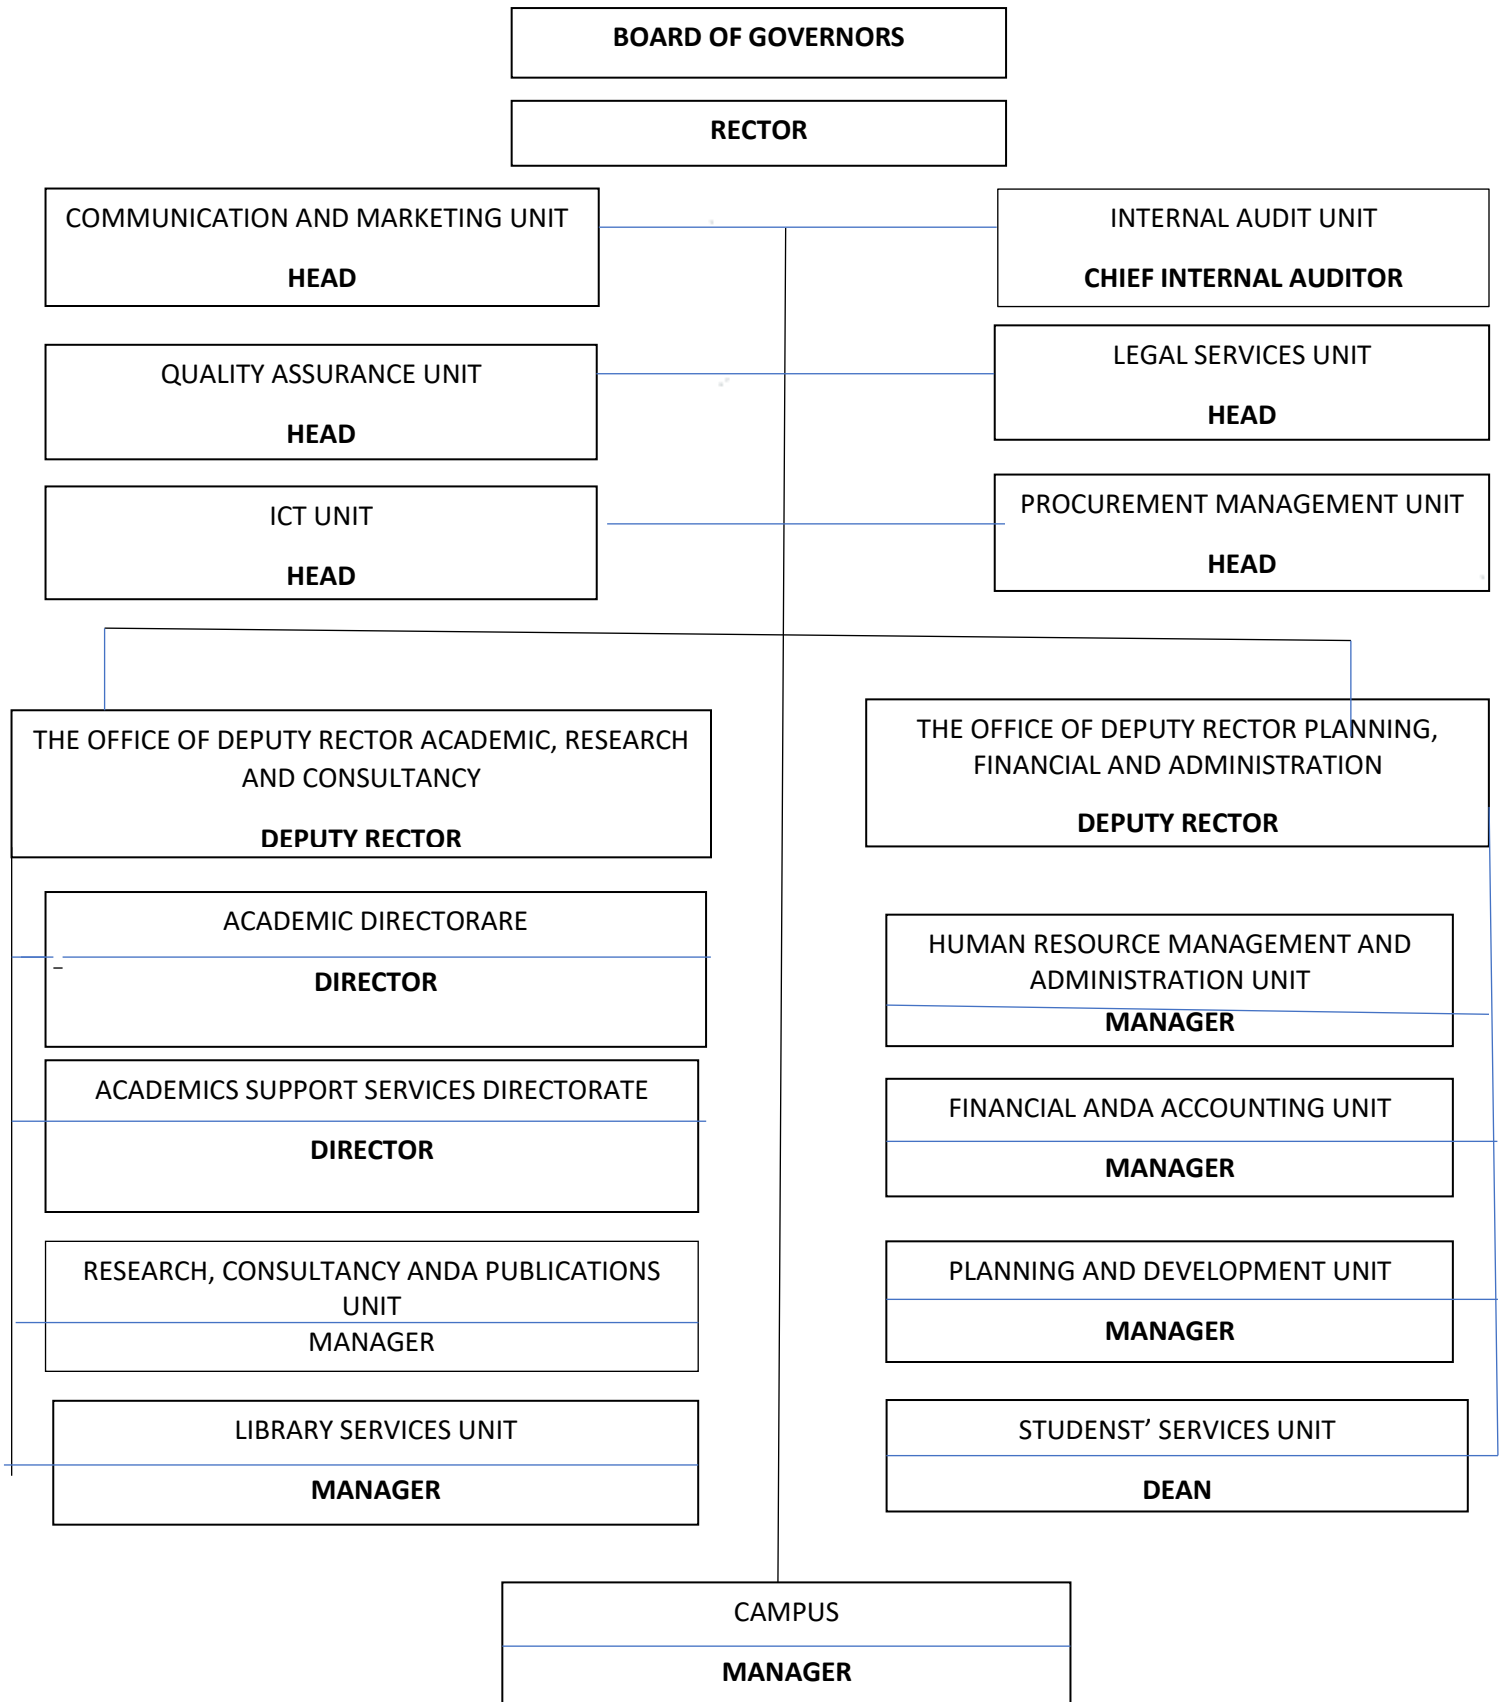 BOARD OF GOVERNORS
RECTOR
COMMUNICATION AND MARKETING UNIT
HEAD
INTERNAL AUDIT UNIT
CHIEF INTERNAL AUDITOR
QUALITY ASSURANCE UNIT
HEAD
LEGAL SERVICES UNIT
HEAD
ICT UNIT
HEAD
PROCUREMENT MANAGEMENT UNIT
HEAD
THE OFFICE OF DEPUTY RECTOR ACADEMIC, RESEARCH
AND CONSULTANCY
DEPUTY RECTOR
THE OFFICE OF DEPUTY RECTOR PLANNING,
FINANCIAL AND ADMINISTRATION
DEPUTY RECTOR
ACADEMIC DIRECTORARE
DIRECTOR
ACADEMICS SUPPORT SERVICES DIRECTORATE
DIRECTOR
RESEARCH, CONSULTANCY ANDA PUBLICATIONS
UNIT
MANAGER
LIBRARY SERVICES UNIT
MANAGER
HUMAN RESOURCE MANAGEMENT AND
ADMINISTRATION UNIT
MANAGER
FINANCIAL ANDA ACCOUNTING UNIT
MANAGER
PLANNING AND DEVELOPMENT UNIT
MANAGER
STUDENST’ SERVICES UNIT
DEAN
CAMPUS
MANAGER